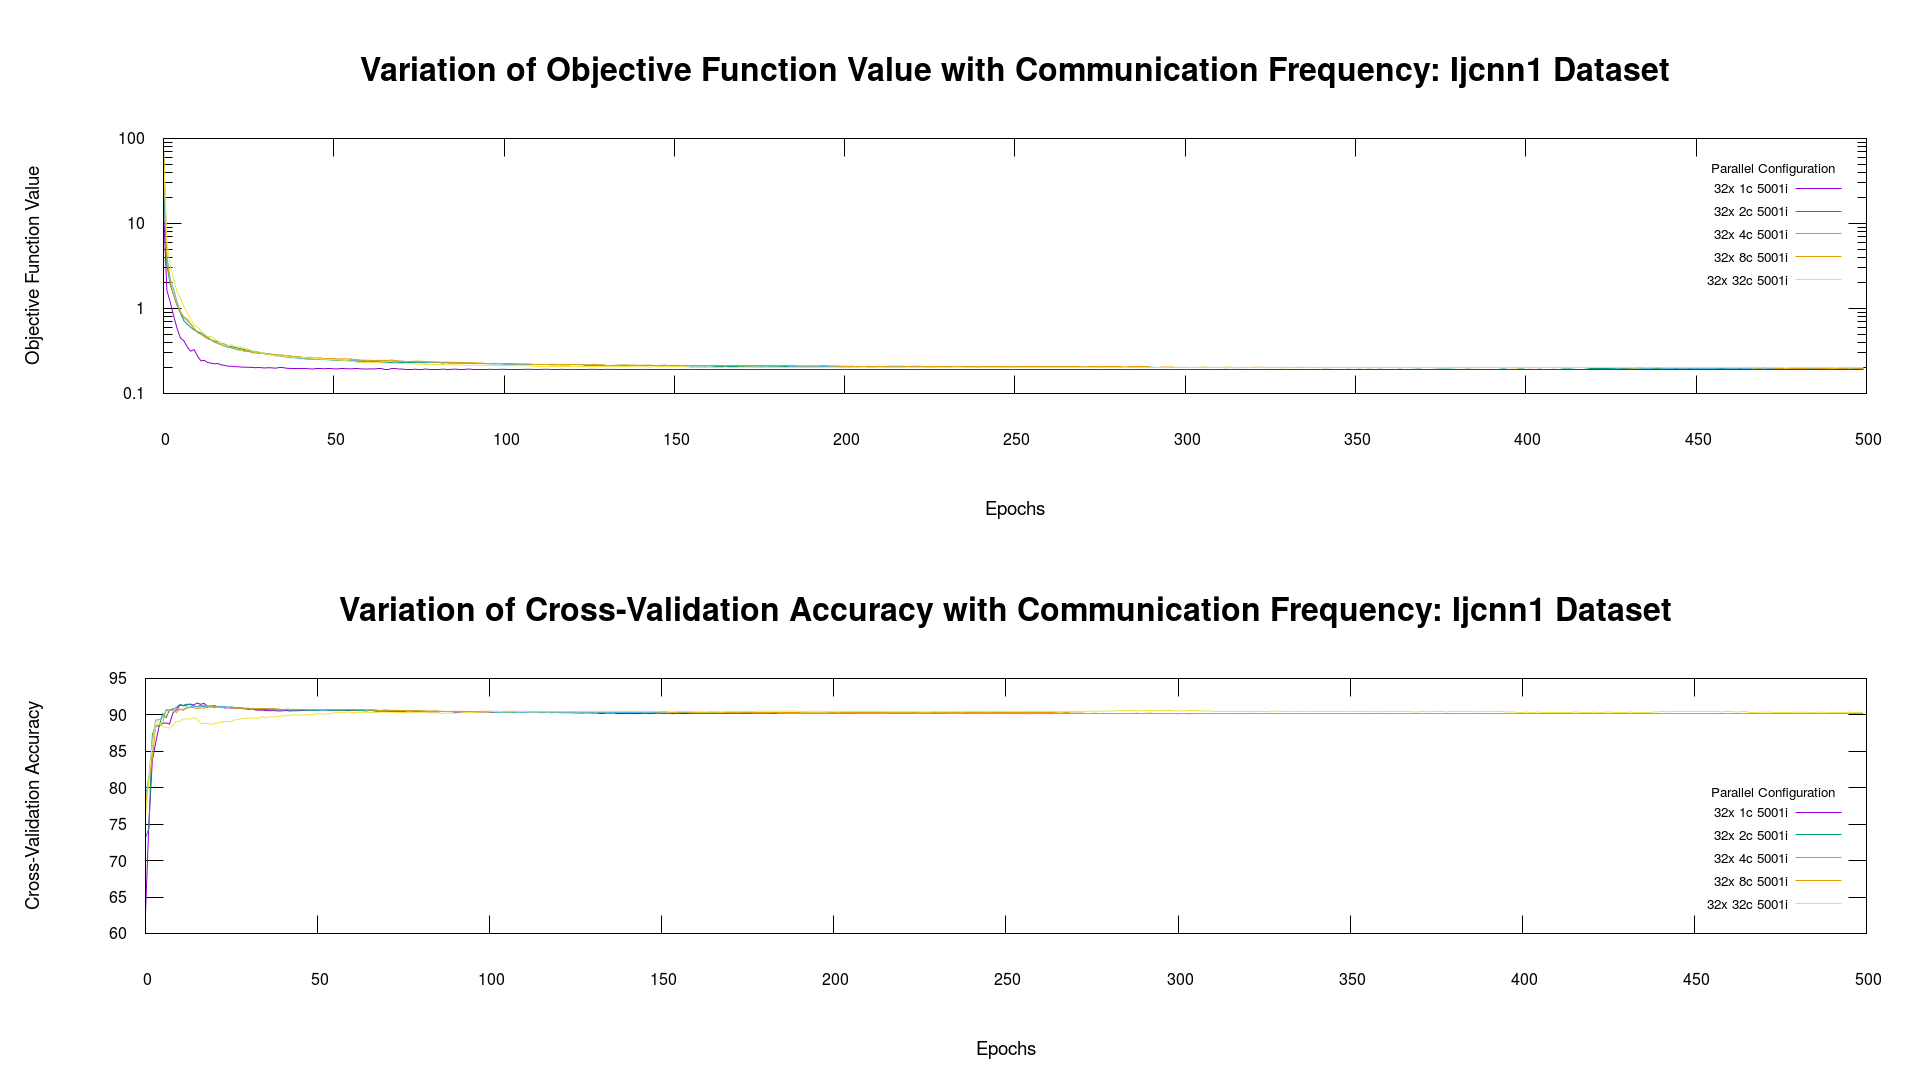 Variation of Objective Function Value with Communication Frequency: Ijcnn1 Dataset
Objective Function Value
100
10
1
0.1
Parallel Configuration
32x 1c 5001i
32x 2c 5001i
32x 4c 5001i
32x 8c 5001i
32x 32c 5001i
0 50 100 150 200 250 300 350 400 450 500
Epochs
Variation of Cross-Validation Accuracy with Communication Frequency: Ijcnn1 Dataset
Cross-Validation Accuracy
95
90
85
80
75
70
65
60
Parallel Configuration
32x 1c 5001i
32x 2c 5001i
32x 4c 5001i
32x 8c 5001i
32x 32c 5001i
0 50 100 150 200 250 300 350 400 450 500
Epochs